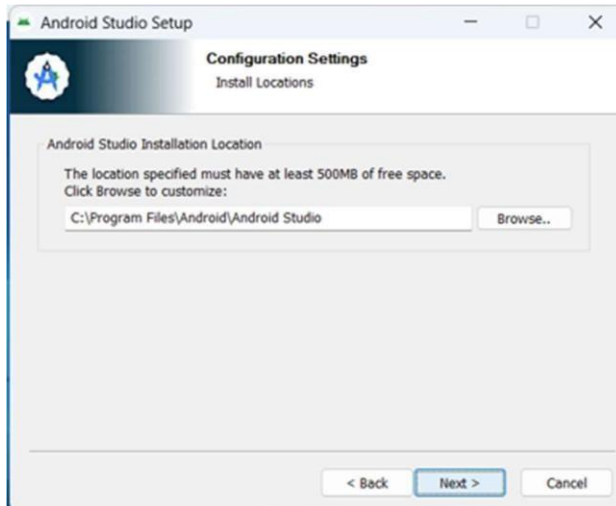 Android Studio Setup
Configuration Settings
Install Locations
Android Studio Installation Location
The location specified must have at least 500MB of free space.
Click Browse to customize:
C:\Program Files\Android\Android Studio
Browse..
< Back
Next >
Cancel